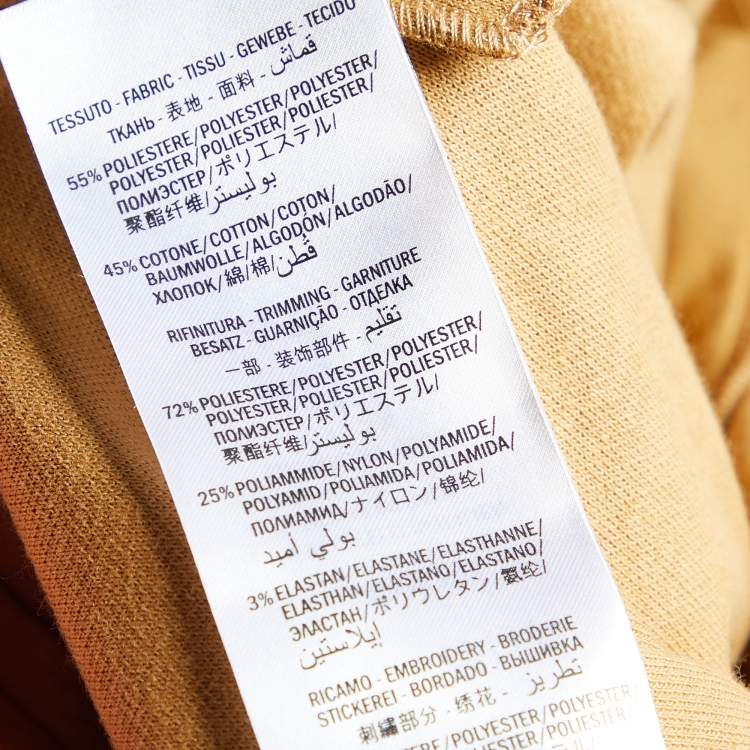 TESSUTO - FABRIC - TISSU - GEWEBE - TECIDO
ТКАНЬ - 表地 - 面料 - قماش
55% POLIESTERE/POLYESTER/POLYESTER/
POLYESTER/POLIESTER/POLIÉSTER/
ПОЛИЭСТЕР/ポリエステル/
聚酯纤维/بوليستر
45% COTONE/COTTON/COTON/
BAUMWOLLE/ALGODÓN/ALGODÃO/
ХЛОПОК/綿/棉/قطن
RIFINITURA - TRIMMING - GARNITURE
BESATZ - GUARNIÇÃO - ОТДЕЛКА
一部 - 装饰部件 - تقليم
72% POLIESTERE/POLYESTER/POLYESTER/
POLYESTER/POLIESTER/POLIESTER/
ПОЛИЭСТЕР/ポリエステル/
聚酯纤维/بوليستر
25% POLIAMMIDE/NYLON/POLYAMIDE/
POLYAMID/POLIAMIDA/POLIAMIDA/
ПОЛИАМИД/ナイロン/锦纶/
بولي أميد
3% ELASTAN/ELASTANE/ELASTHANNE/
ELASTHAN/ELASTANO/ELASTANO/
ЭЛАСТАН/ポリウレタン/氨纶/
إيلاستين
RICAMO - EMBROIDERY - BRODERIE
STICKEREI - BORDADO - ВЫШИВКА
刺繍部分 - 绣花 - تطريز
POLYESTER/POLYESTER/